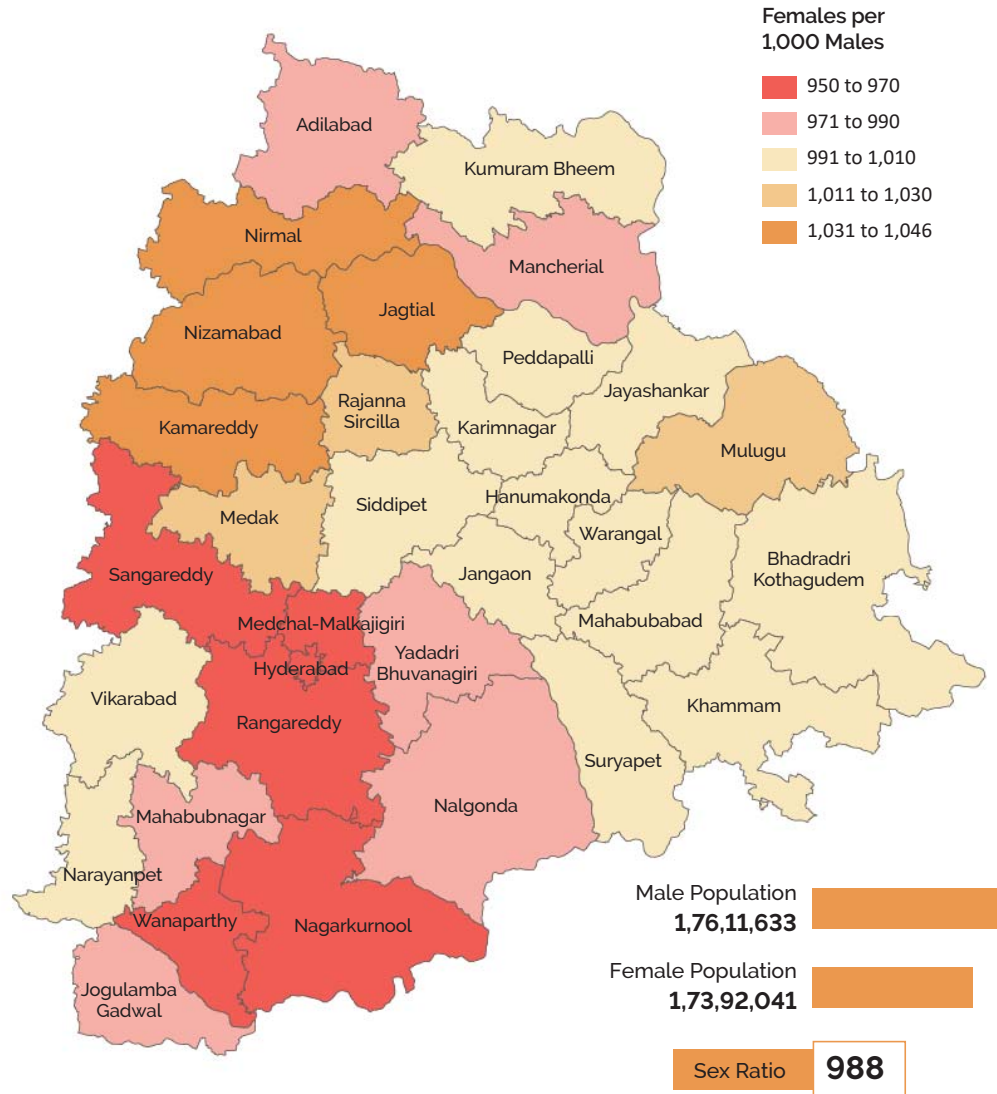 Females per
1,000 Males
950 to 970
971 to 990
991 to 1,010
1,011 to 1,030
1,031 to 1,046
Adilabad
Kumuram Bheem
Nirmal
Mancherial
Jagtial
Nizamabad
Peddapalli
Jayashankar
Rajanna
Sircilla
Kamareddy
Karimnagar
Mulugu
Hanumakonda
Siddipet
Medak
Warangal
Bhadradri
Kothagudem
Jangaon
Sangareddy
Mahabubabad
Medchal-Malkajigiri
Yadadri
Bhuvanagiri
Hyderabad
Vikarabad
Khammam
Rangareddy
Suryapet
Nalgonda
Mahabubnagar
Narayanpet
Wanaparthy
Nagarkurnool
Jogulamba
Gadwal
Male Population
1,76,11,633
Female Population
1,73,92,041
Sex Ratio 988